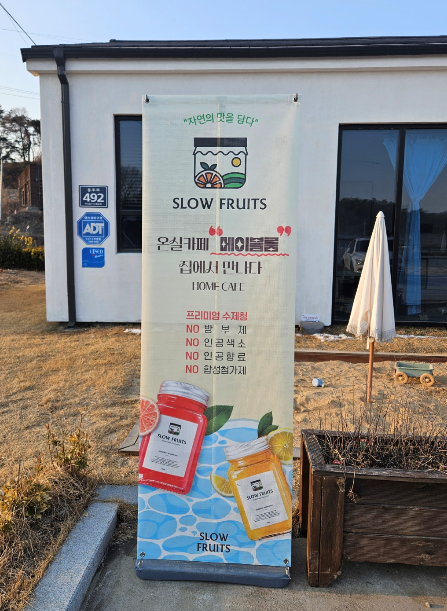 "자연의 맛을 담다"
SLOW FRUITS
온실카페 "메이블룸"
집에서 만나다
HOME CAFE
프리미엄 수제청
NO 방부제
NO 인공색소
NO 인공향료
NO 합성첨가제
SLOW FRUITS
SLOW FRUITS
SLOW
FRUITS
492
ADT